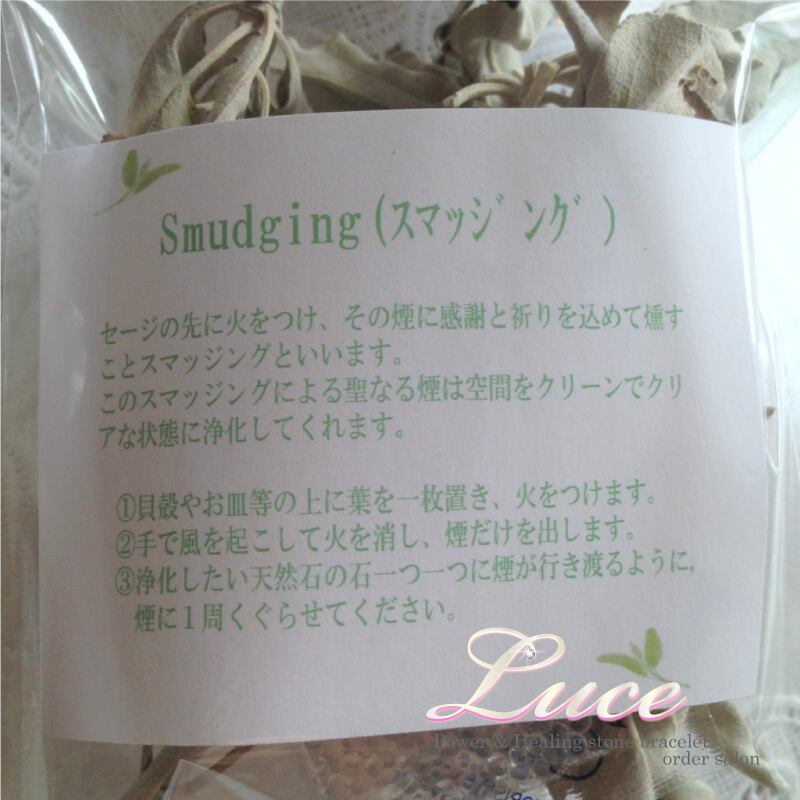 Smudging(スマッジング)
セージの先に火をつけ、その煙に感謝と祈りを込めて燻す
ことスマッジングといいます。
このスマッジングによる聖なる煙は空間をクリーンでクリ
アな状態に浄化してくれます。
①貝殻やお皿等の上に葉を一枚置き、火をつけます。
②手で風を起こして火を消し、煙だけを出します。
③浄化したい天然石の石一つ一つに煙が行き渡るように,
煙に1周くぐらせてください。
Luce
Power & Healing stone bracelet
order salon